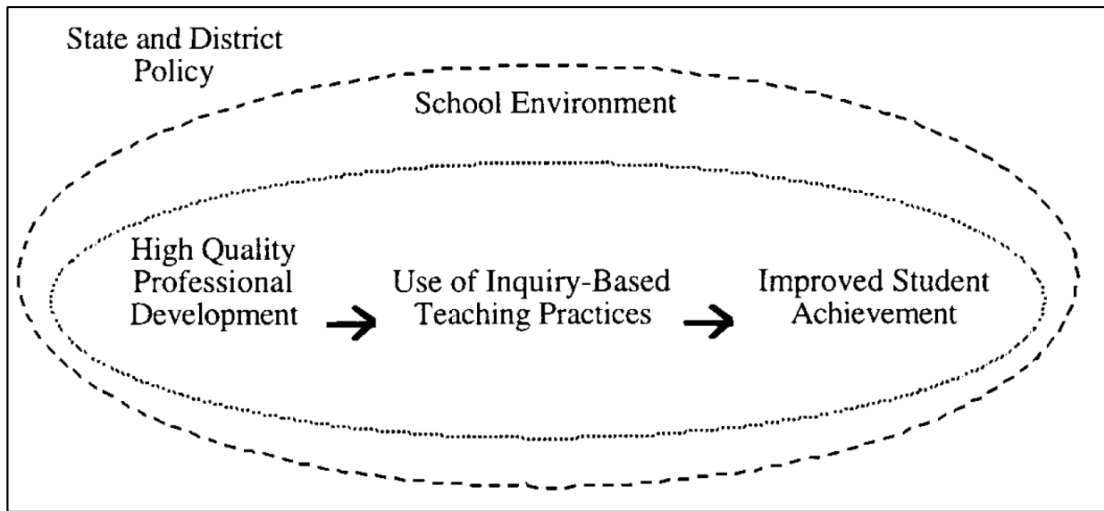 State and District
Policy
School Environment
High Quality
Professional
Development
Use of Inquiry-Based
Teaching Practices
Improved Student
Achievement